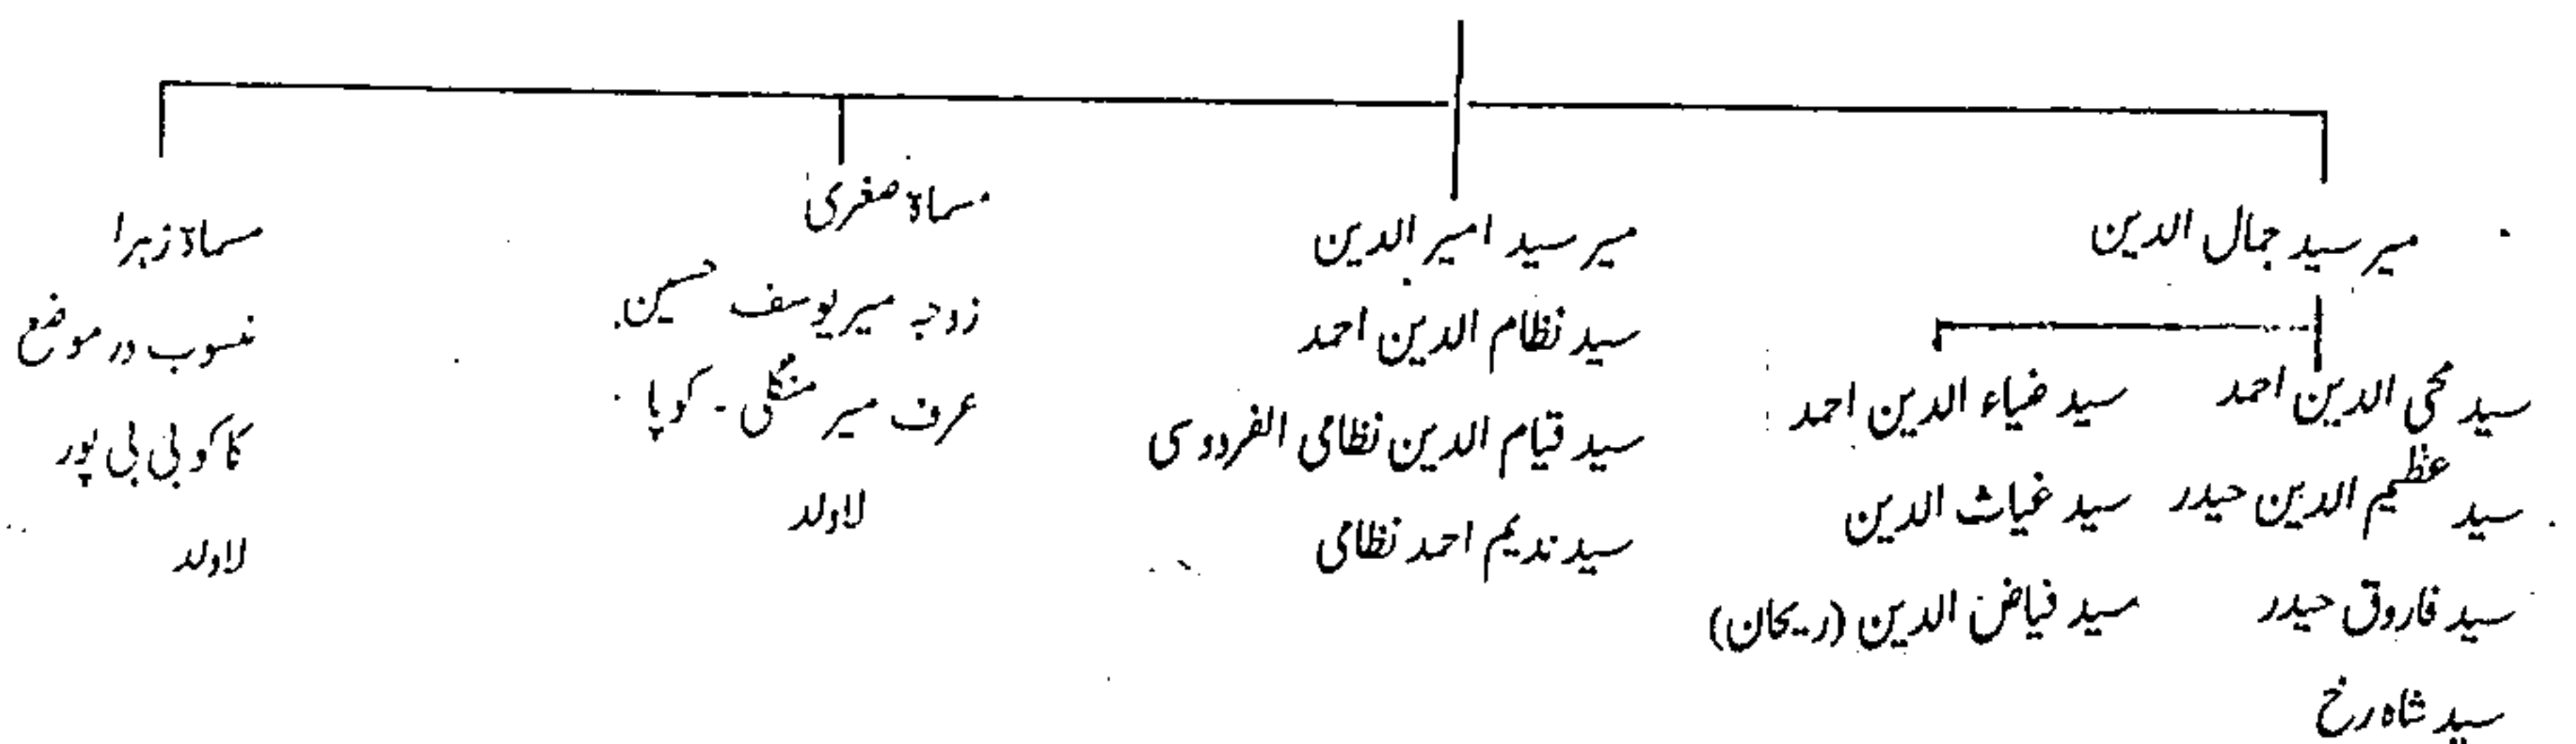 میر سید جمال الدین
سید محی الدین احمد
سید عظیم الدین حیدر
سید فاروق حیدر
سید شاہ رخ
سید ضیاء الدین احمد
سید غیاث الدین
سید فیاض الدین (ریحان)
میر سید امیر الدین
سید نظام الدین احمد
سید قیام الدین نظامی الفردوسی
سید ندیم احمد نظامی
مسماۃ صغریٰ
زوجہ میر یوسف حسین
عرف میر منگلی - کوپا
لاولد
مسماۃ زہرا
منسوب در موضع
کاکو بی بی پور
لاولد